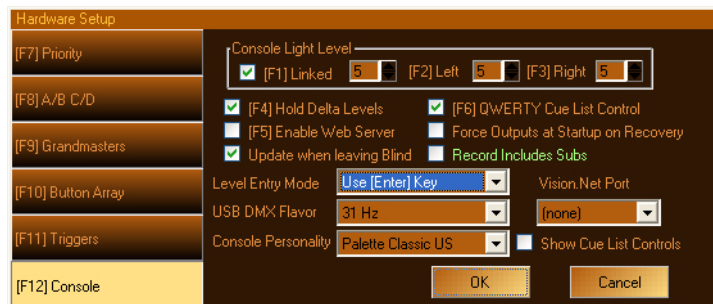 Hardware Setup
[F7] Priority
[F8] A/B C/D
[F9] Grandmasters
[F10] Button Array
[F11] Triggers
[F12] Console
Console Light Level
[F1] Linked 5 [F2] Left 5 [F3] Right 5
[F4] Hold Delta Levels [F6] QWERTY Cue List Control
[F5] Enable Web Server Force Outputs at Startup on Recovery
Update when leaving Blind Record Includes Subs
Level Entry Mode Use [Enter] Key Vision.Net Port
USB DMX Flavor 31 Hz (none)
Console Personality Palette Classic US Show Cue List Controls
OK Cancel